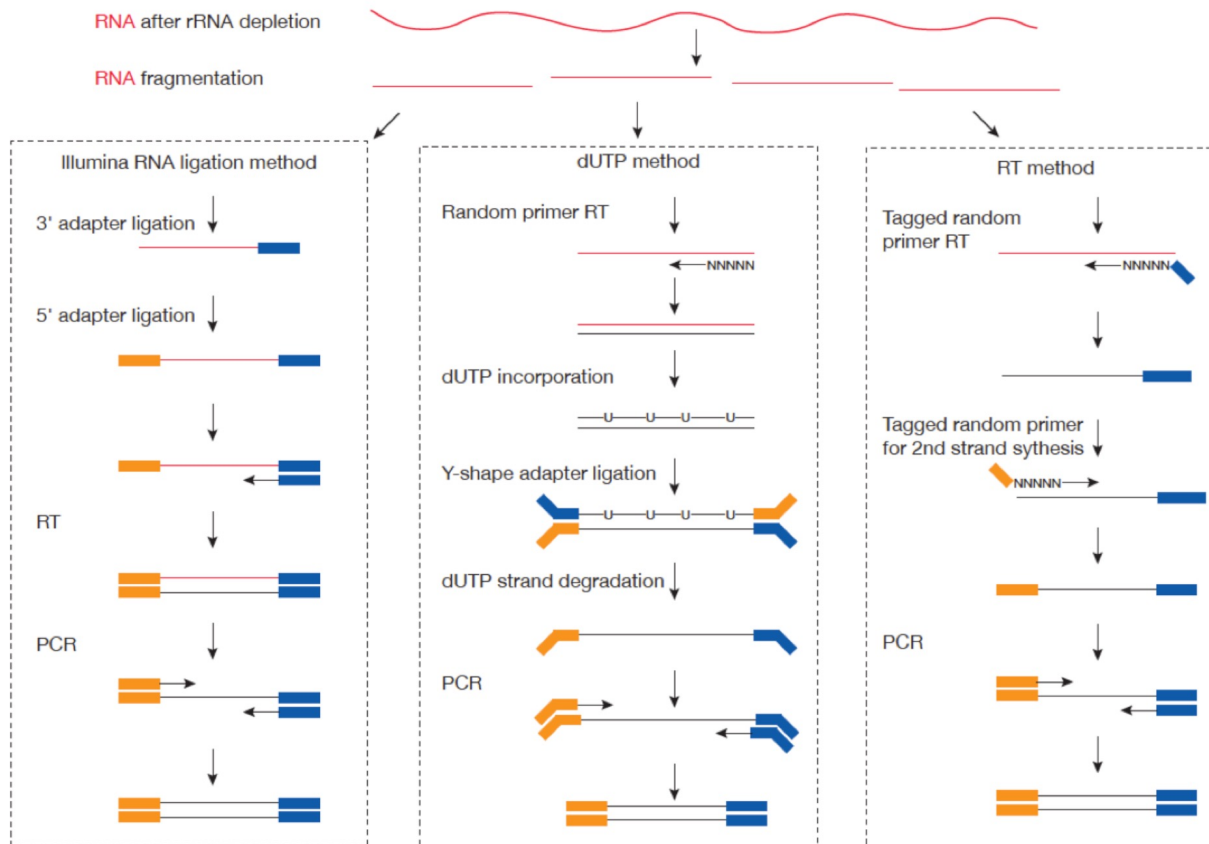 RNA after rRNA depletion
RNA fragmentation
Illumina RNA ligation method
3' adapter ligation
5' adapter ligation
RT
PCR
dUTP method
Random primer RT
NNNNN
dUTP incorporation
U U U U
Y-shape adapter ligation
U U U U
dUTP strand degradation
PCR
RT method
Tagged random
primer RT
NNNNN
Tagged random primer
for 2nd strand sythesis
NNNNN
PCR